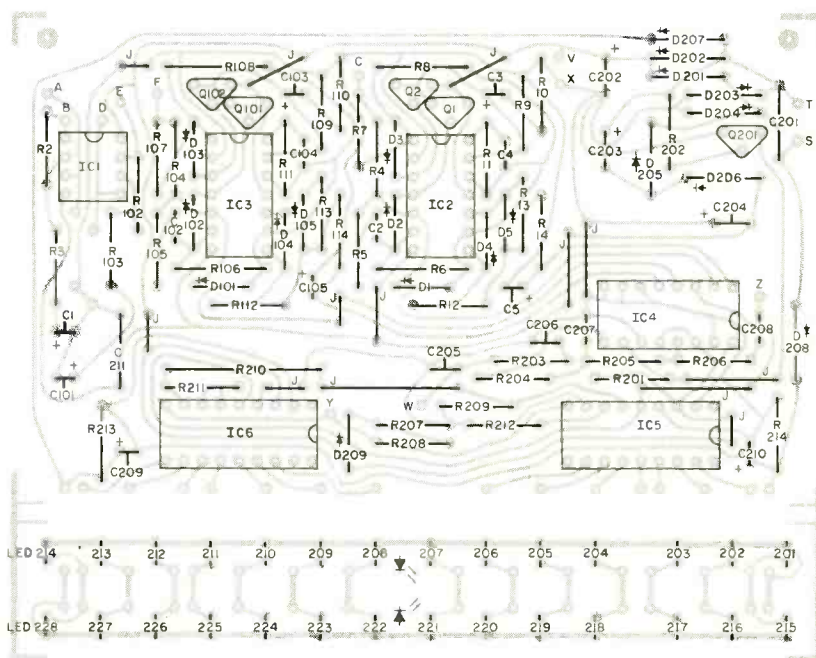 J R108 J J C R8 J V D207
C103 C3 X C202 D202
D201
A E F Q102 R110 Q2 R10 D203 T
B D Q101 Q1 R9 D204 C201
R2 R107 D103 R109 R7 D3 C203 R202 Q201 S
IC1 R104 C104 R4 R11 C4 D205
R111 D2D6
R102 IC3 IC2 R13
C102 D102 D105 R113 C2 D2 D5 C204
R3 R103 R105 D104 R114 R5 D4 R14 J J
R106 R6 Z
D101 C105 D1 C5 IC4
R112 J R12
C1 J J C206 C207 C208 D208
C211 C205 R203 R205 R206
R210
C101 R211 J J R204 R201 J
R213 Y W R209 J
IC6 R207 R212 IC5 R214
C209 D209 R208 C210
LED 214 213 212 211 210 209 208 207 206 205 204 203 202 201
LED 228 227 226 225 224 223 222 221 220 219 218 217 216 215